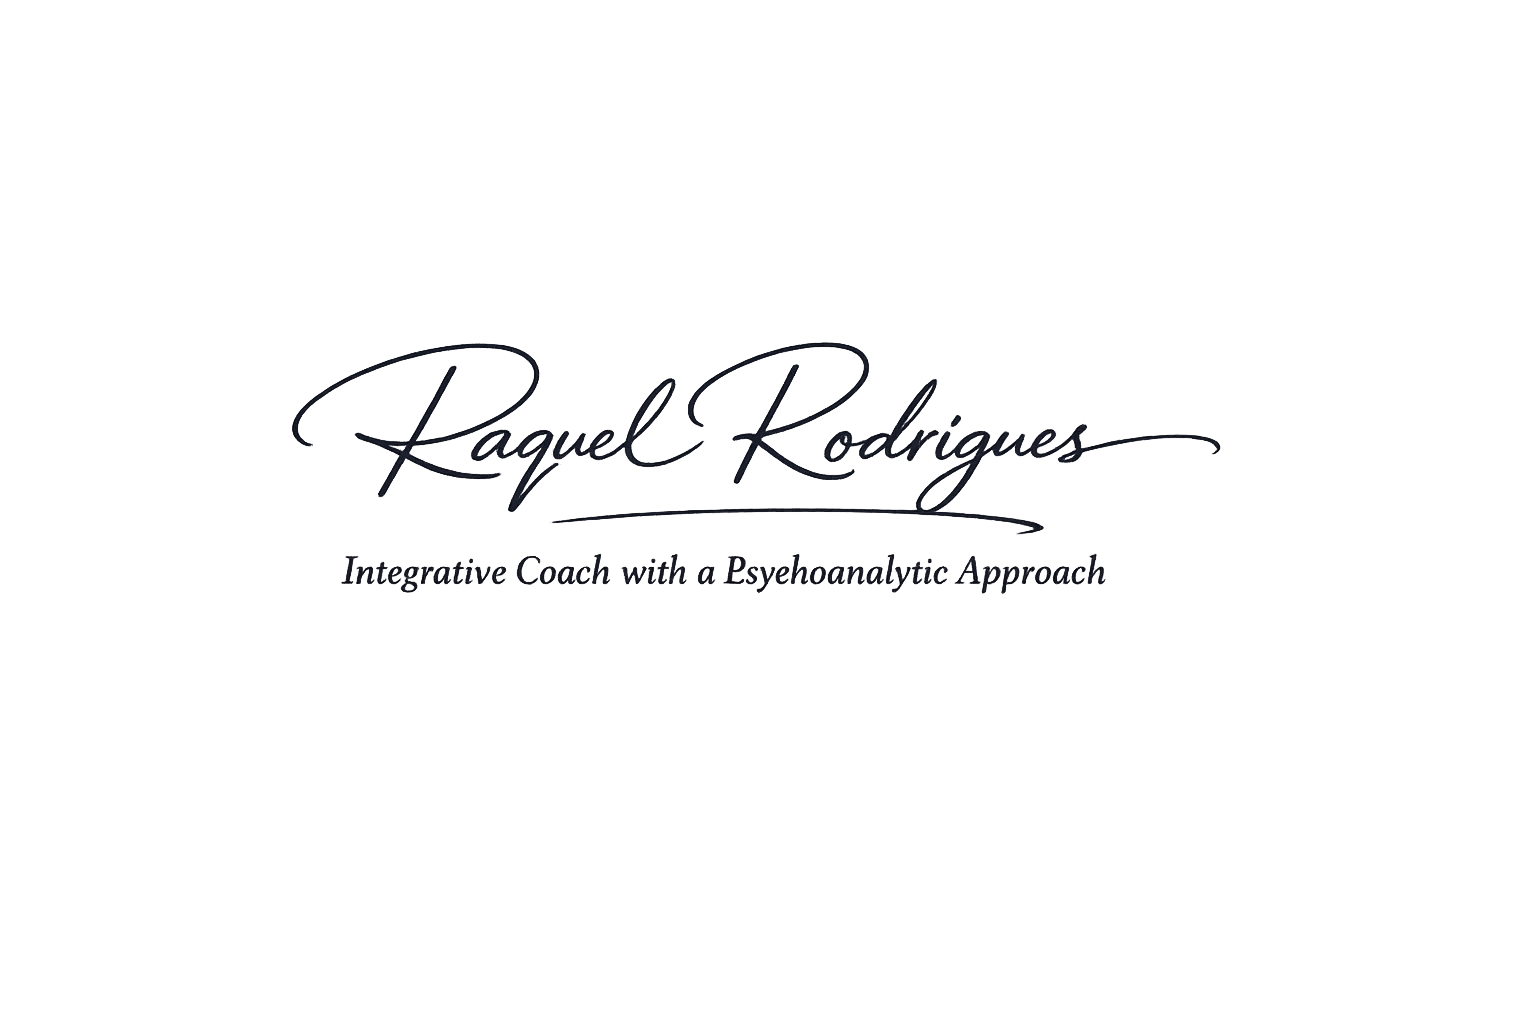 Raquel Rodrigues
Integrative Coach with a Psyehoanalytic Approach